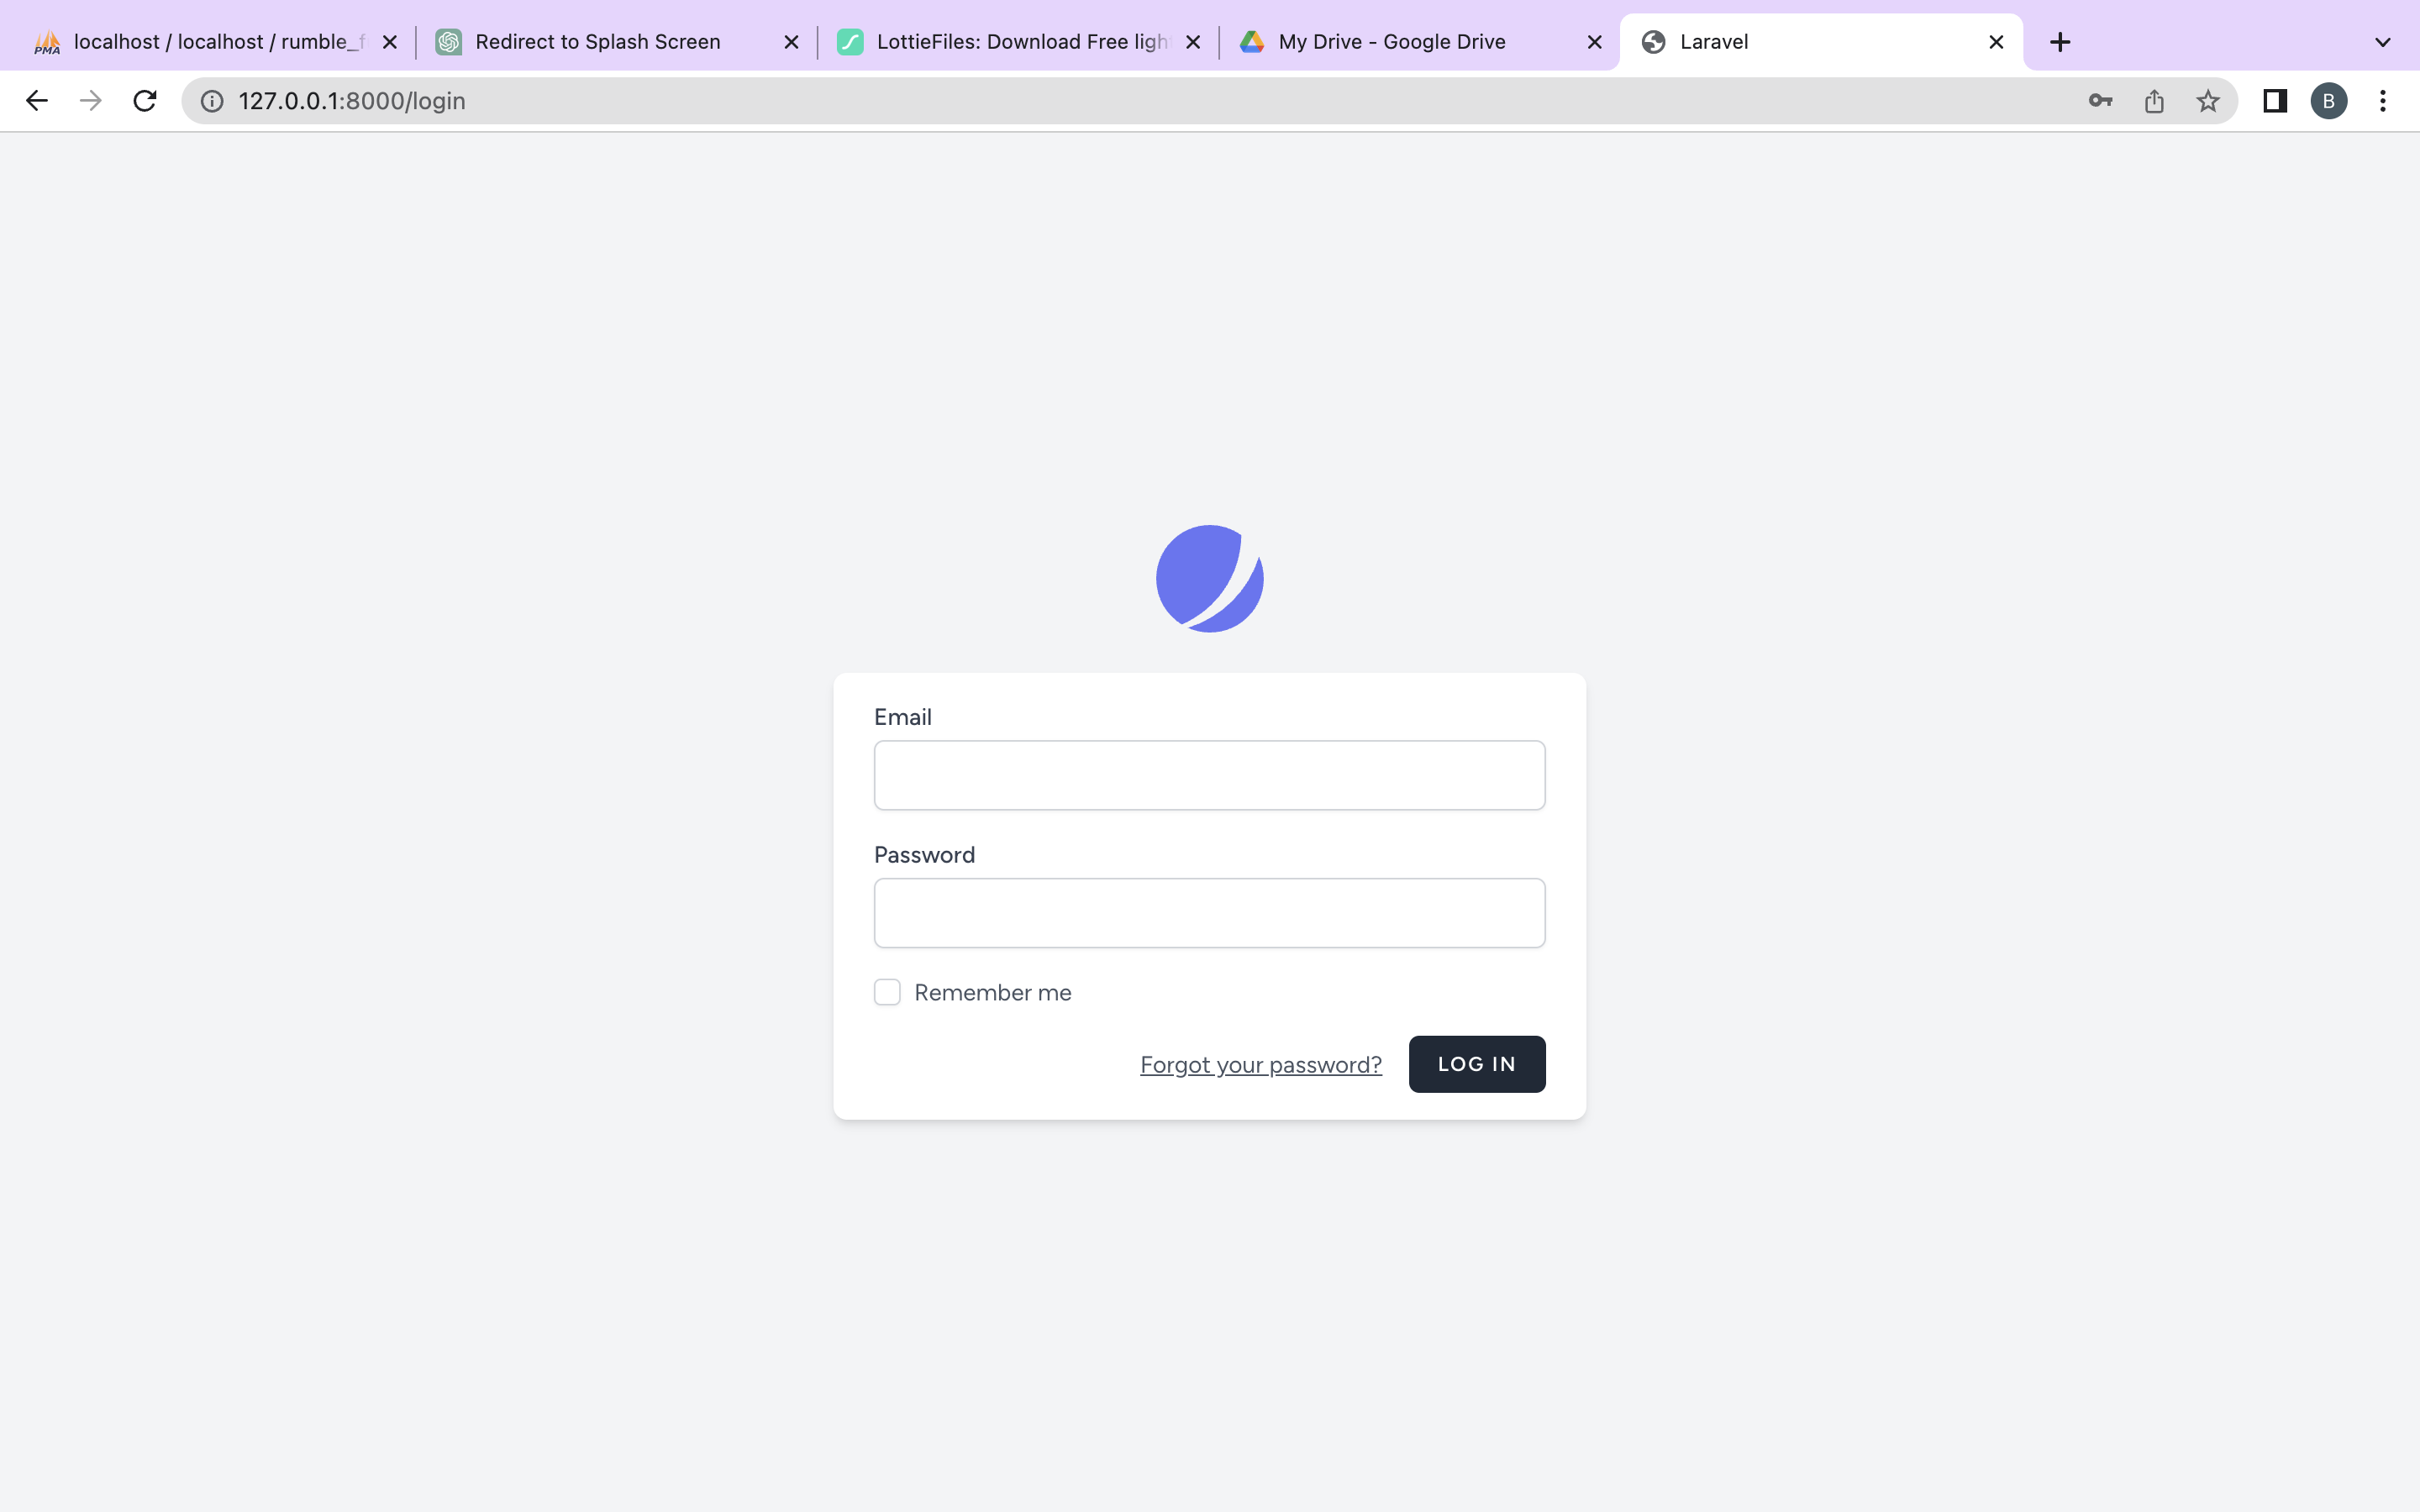 PMA localhost / localhost / rumble_f
Redirect to Splash Screen
LottieFiles: Download Free ligh
My Drive - Google Drive
Laravel
127.0.0.1:8000/login
B
Email
Password
Remember me
Forgot your password? LOG IN